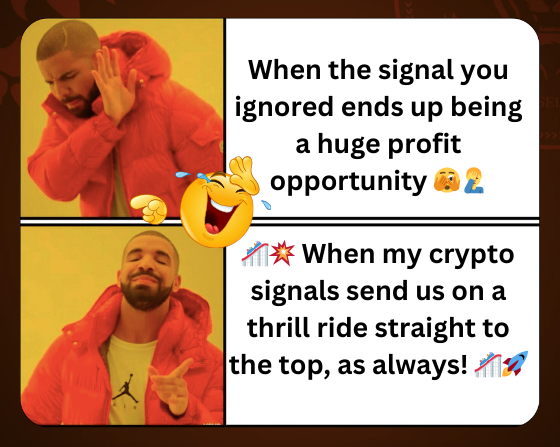 When the signal you
ignored ends up being
a huge profit
opportunity 🫣🤦‍♂️
🎢💥 When my crypto
signals send us on a
thrill ride straight to
the top, as always! 🎢🚀